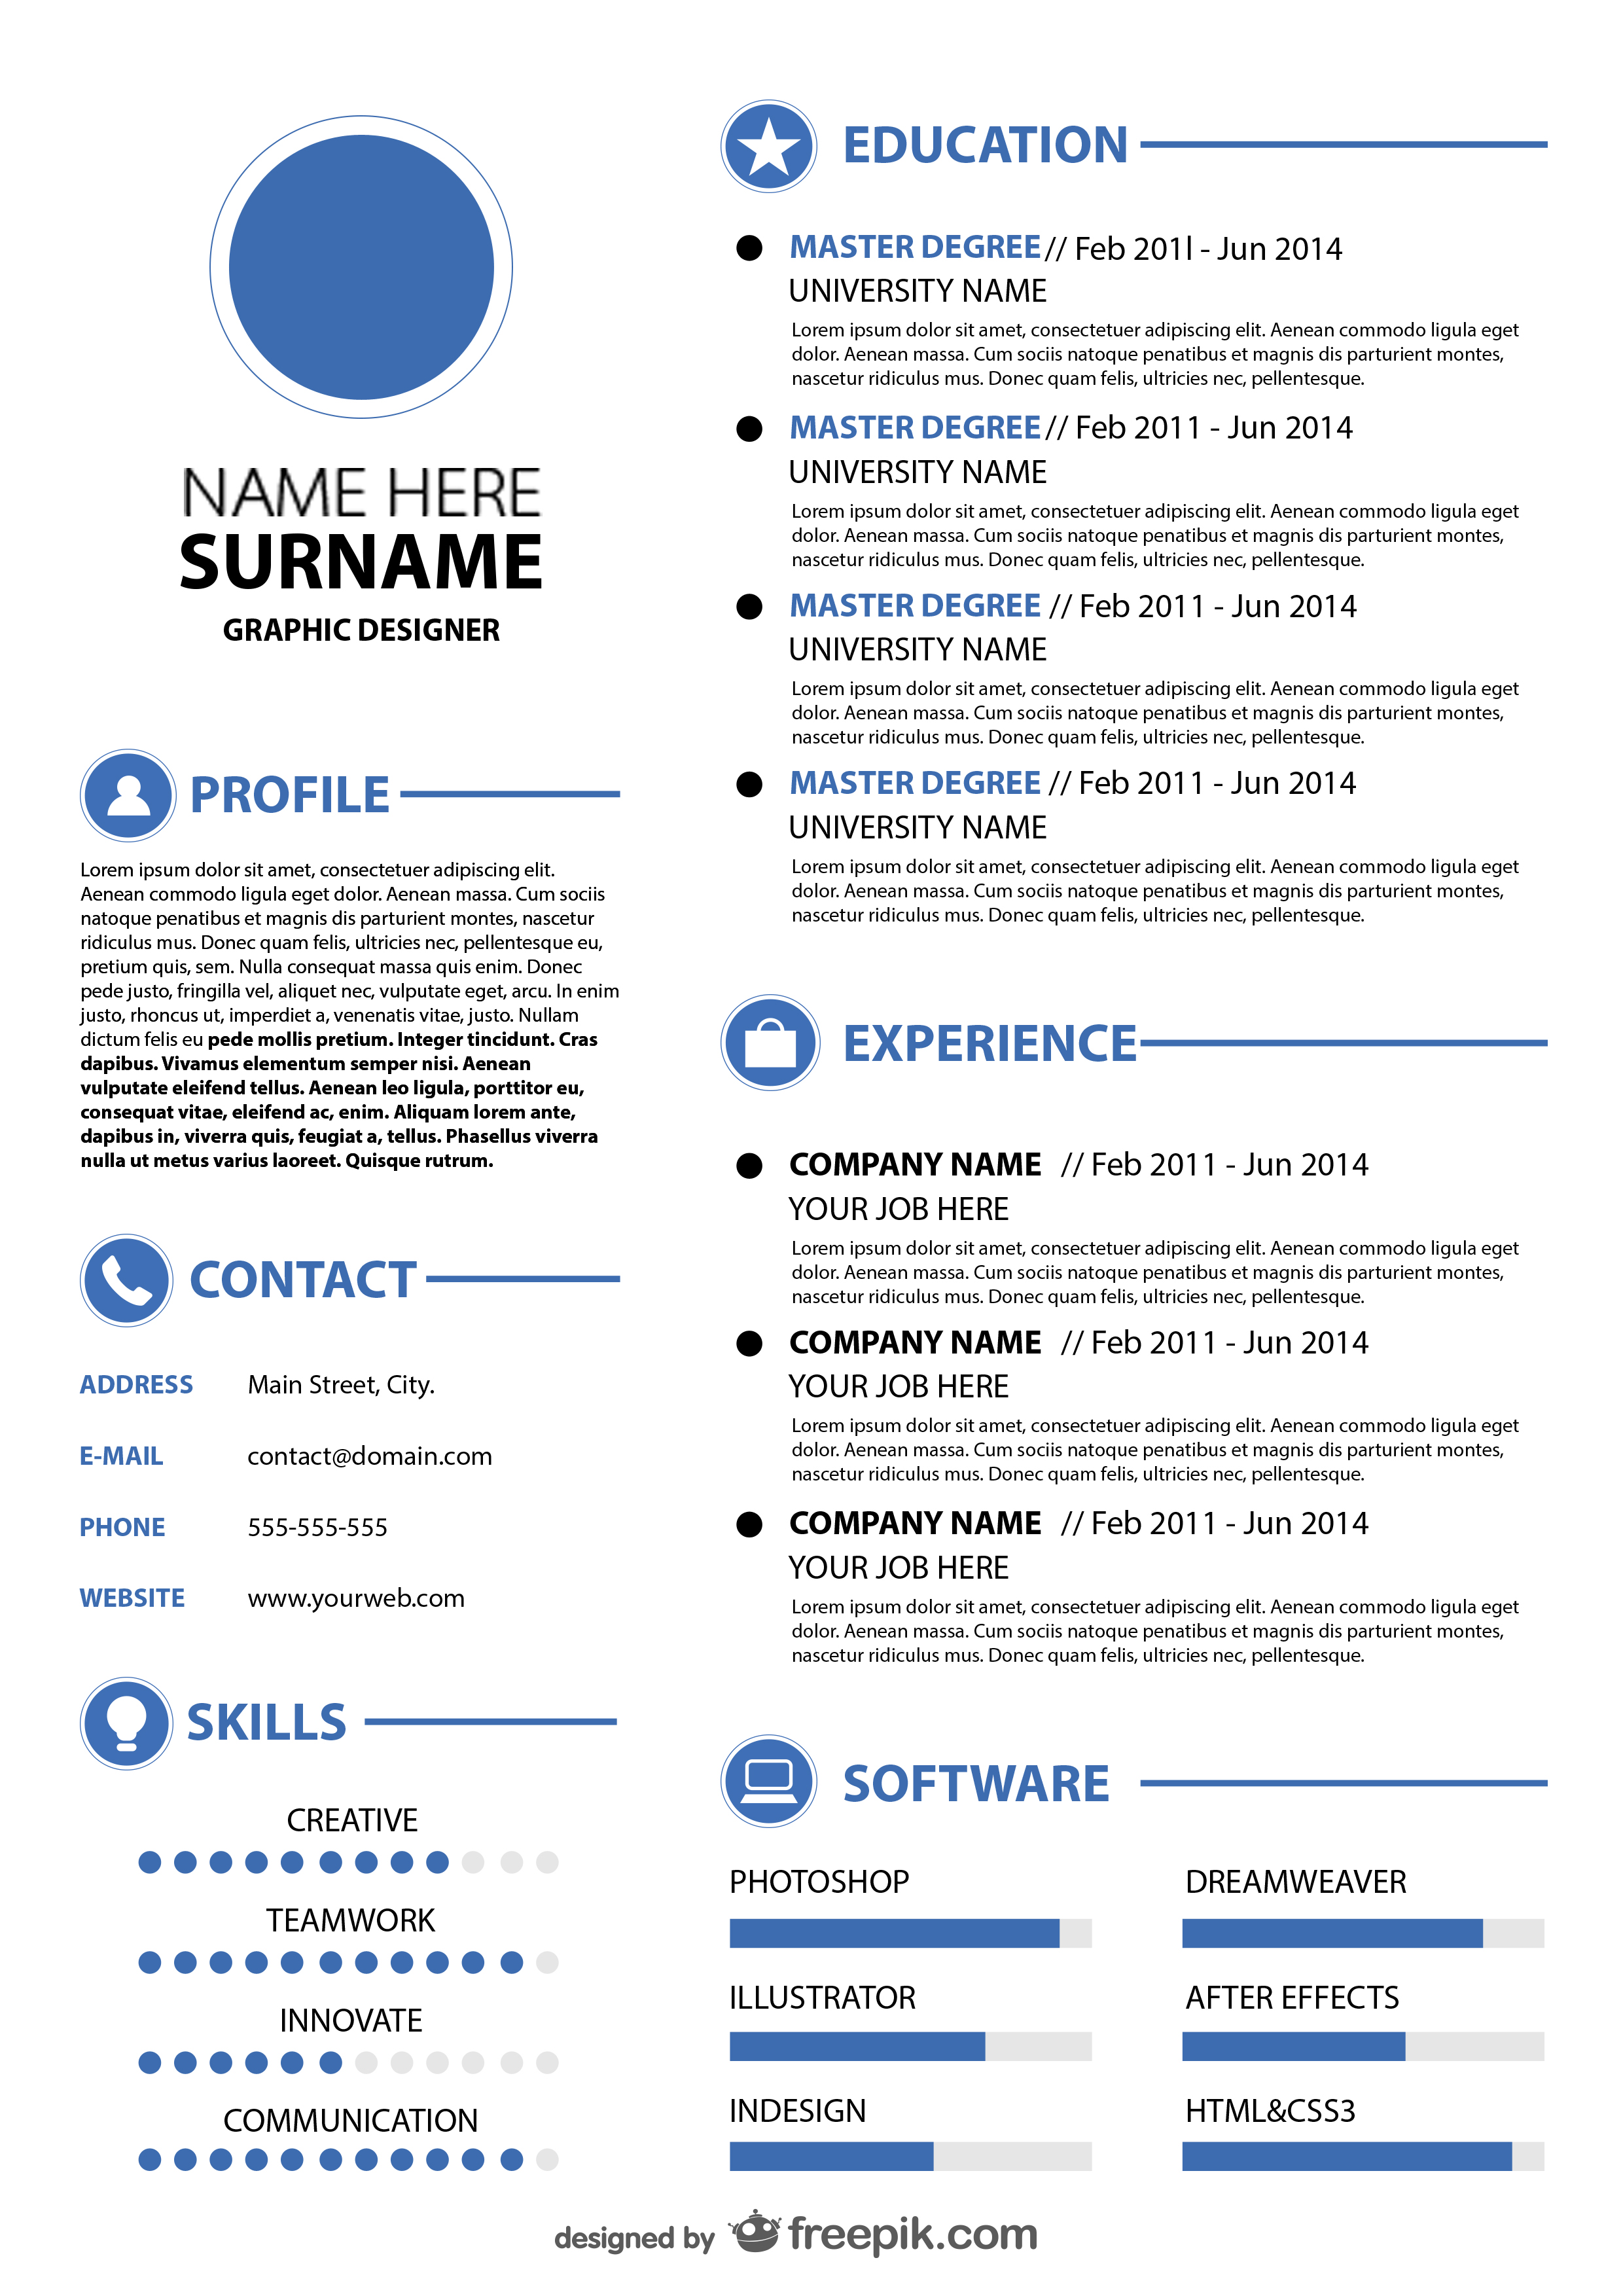 NAME HERE
SURNAME
GRAPHIC DESIGNER
PROFILE
Lorem ipsum dolor sit amet, consectetuer adipiscing elit.
Aenean commodo ligula eget dolor. Aenean massa. Cum sociis
natoque penatibus et magnis dis parturient montes, nascetur
ridiculus mus. Donec quam felis, ultricies nec, pellentesque eu,
pretium quis, sem. Nulla consequat massa quis enim. Donec
pede justo, fringilla vel, aliquet nec, vulputate eget, arcu. In enim
justo, rhoncus ut, imperdiet a, venenatis vitae, justo. Nullam
dictum felis eu pede mollis pretium. Integer tincidunt. Cras
dapibus. Vivamus elementum semper nisi. Aenean
vulputate eleifend tellus. Aenean leo ligula, porttitor eu,
consequat vitae, eleifend ac, enim. Aliquam lorem ante,
dapibus in, viverra quis, feugiat a, tellus. Phasellus viverra
nulla ut metus varius laoreet. Quisque rutrum.
CONTACT
ADDRESS Main Street, City.
E-MAIL contact@domain.com
PHONE 555-555-555
WEBSITE www.yourweb.com
SKILLS
CREATIVE
TEAMWORK
INNOVATE
COMMUNICATION
EDUCATION
MASTER DEGREE // Feb 201l - Jun 2014
UNIVERSITY NAME
Lorem ipsum dolor sit amet, consectetuer adipiscing elit. Aenean commodo ligula eget
dolor. Aenean massa. Cum sociis natoque penatibus et magnis dis parturient montes,
nascetur ridiculus mus. Donec quam felis, ultricies nec, pellentesque.
MASTER DEGREE // Feb 2011 - Jun 2014
UNIVERSITY NAME
Lorem ipsum dolor sit amet, consectetuer adipiscing elit. Aenean commodo ligula eget
dolor. Aenean massa. Cum sociis natoque penatibus et magnis dis parturient montes,
nascetur ridiculus mus. Donec quam felis, ultricies nec, pellentesque.
MASTER DEGREE // Feb 2011 - Jun 2014
UNIVERSITY NAME
Lorem ipsum dolor sit amet, consectetuer adipiscing elit. Aenean commodo ligula eget
dolor. Aenean massa. Cum sociis natoque penatibus et magnis dis parturient montes,
nascetur ridiculus mus. Donec quam felis, ultricies nec, pellentesque.
MASTER DEGREE // Feb 2011 - Jun 2014
UNIVERSITY NAME
Lorem ipsum dolor sit amet, consectetuer adipiscing elit. Aenean commodo ligula eget
dolor. Aenean massa. Cum sociis natoque penatibus et magnis dis parturient montes,
nascetur ridiculus mus. Donec quam felis, ultricies nec, pellentesque.
EXPERIENCE
COMPANY NAME // Feb 2011 - Jun 2014
YOUR JOB HERE
Lorem ipsum dolor sit amet, consectetuer adipiscing elit. Aenean commodo ligula eget
dolor. Aenean massa. Cum sociis natoque penatibus et magnis dis parturient montes,
nascetur ridiculus mus. Donec quam felis, ultricies nec, pellentesque.
COMPANY NAME // Feb 2011 - Jun 2014
YOUR JOB HERE
Lorem ipsum dolor sit amet, consectetuer adipiscing elit. Aenean commodo ligula eget
dolor. Aenean massa. Cum sociis natoque penatibus et magnis dis parturient montes,
nascetur ridiculus mus. Donec quam felis, ultricies nec, pellentesque.
COMPANY NAME // Feb 2011 - Jun 2014
YOUR JOB HERE
Lorem ipsum dolor sit amet, consectetuer adipiscing elit. Aenean commodo ligula eget
dolor. Aenean massa. Cum sociis natoque penatibus et magnis dis parturient montes,
nascetur ridiculus mus. Donec quam felis, ultricies nec, pellentesque.
SOFTWARE
PHOTOSHOP DREAMWEAVER
ILLUSTRATOR AFTER EFFECTS
INDESIGN HTML&CSS3
designed by freepik.com